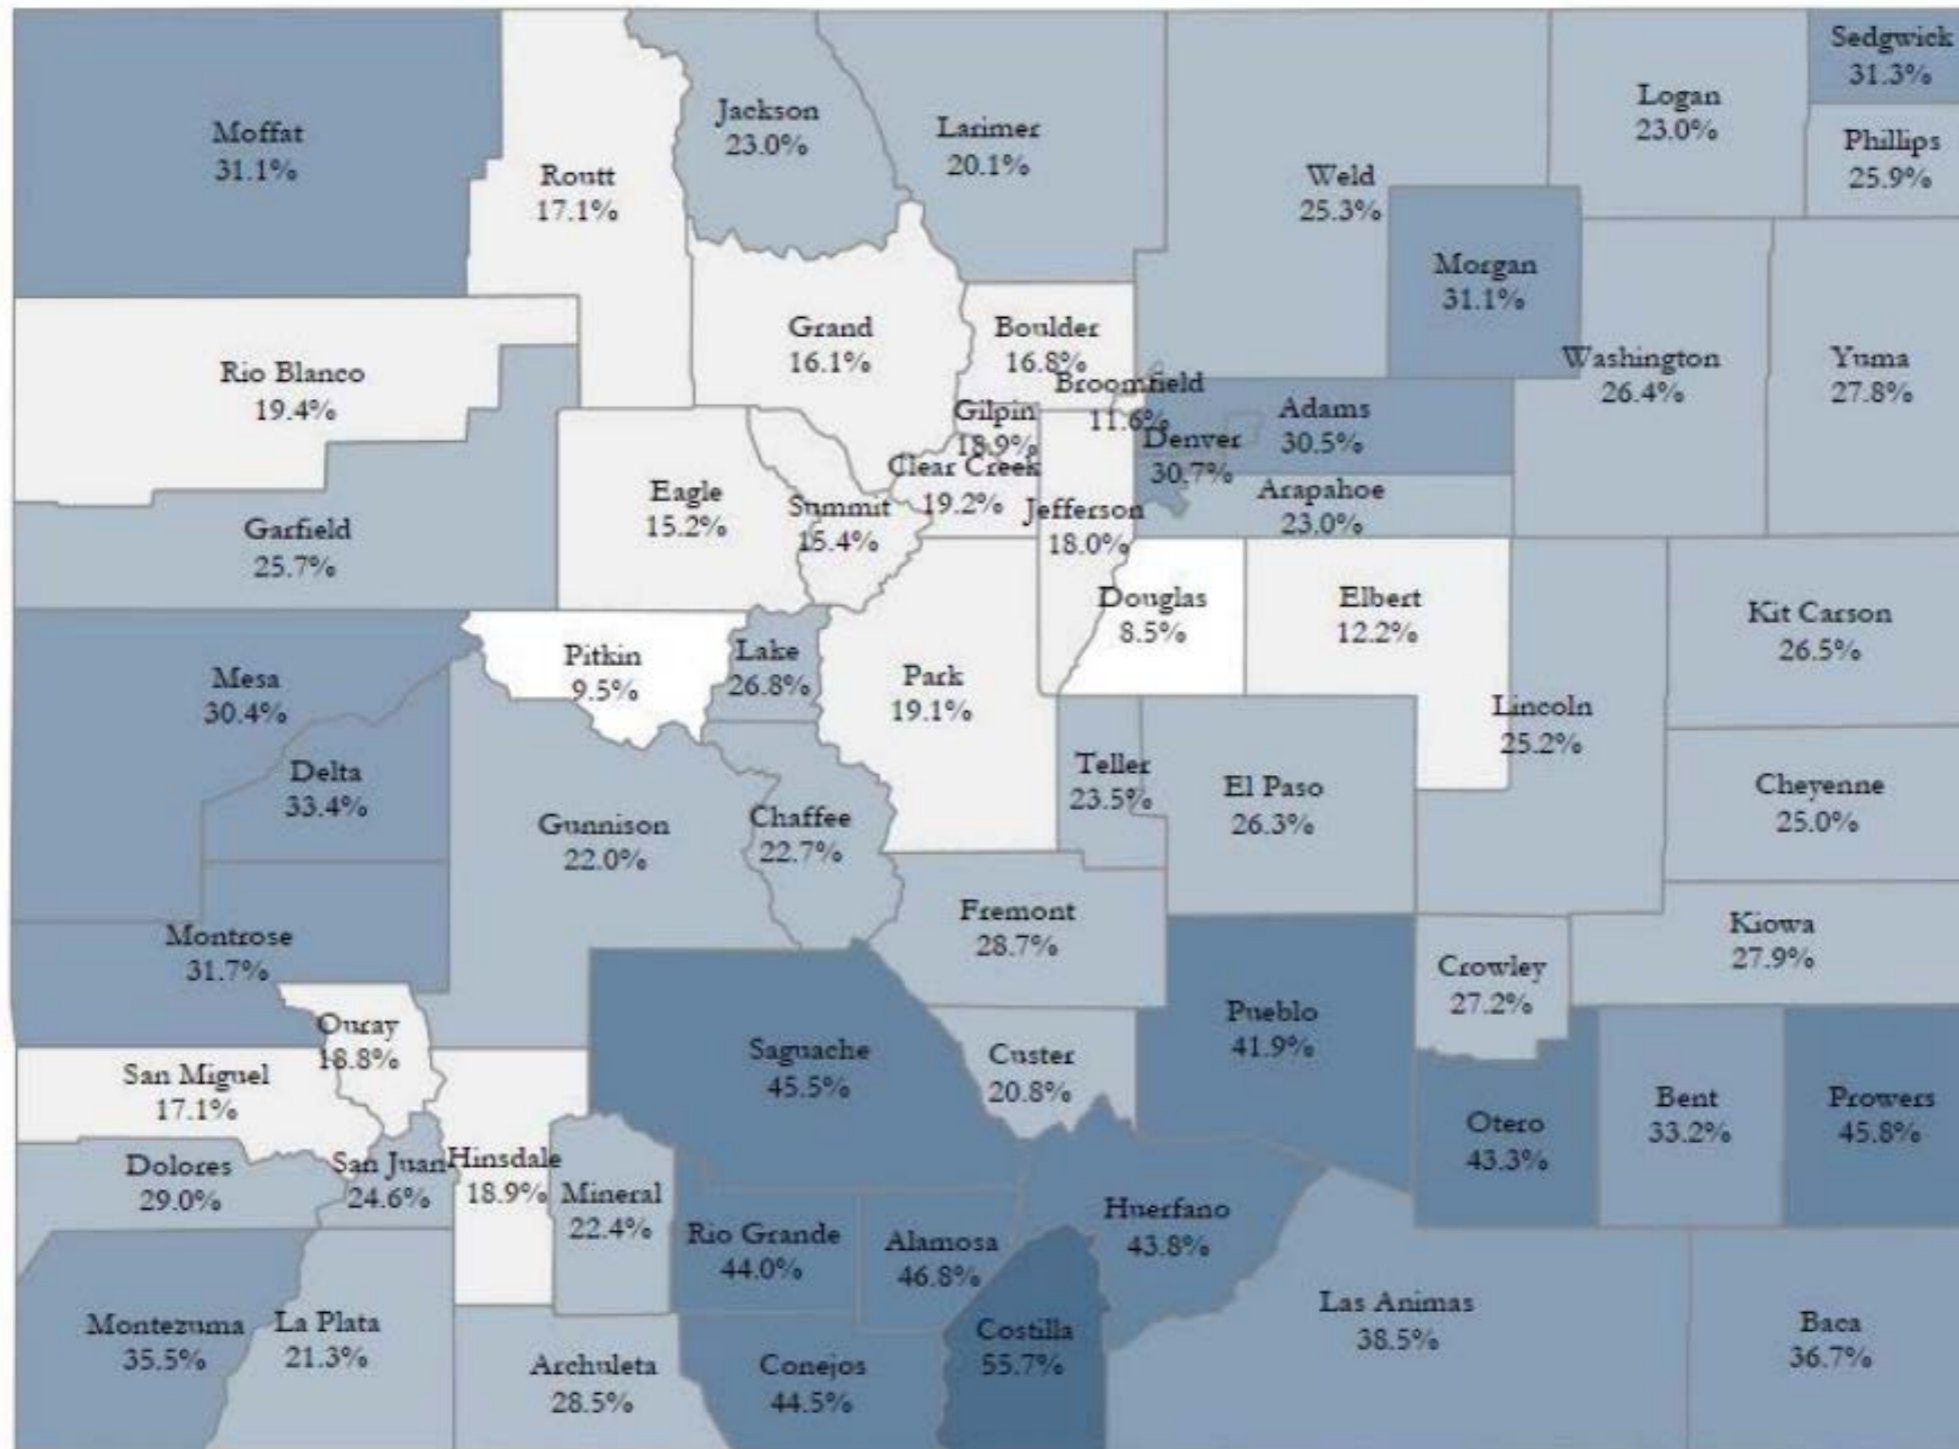 Sedgwick
31.3%
Moffat
31.1%
Routt
17.1%
Jackson
23.0%
Larimer
20.1%
Weld
25.3%
Logan
23.0%
Phillips
25.9%
Morgan
31.1%
Rio Blanco
19.4%
Grand
16.1%
Boulder
16.8%
Broomfield
11.6%
Washington
26.4%
Yuma
27.8%
Gilpin
18.9%
Adams
30.5%
Denver
30.7%
Clear Creek
19.2%
Arapahoe
23.0%
Garfield
25.7%
Eagle
15.2%
Summit
15.4%
Jefferson
18.0%
Douglas
8.5%
Elbert
12.2%
Kit Carson
26.5%
Mesa
30.4%
Pitkin
9.5%
Lake
26.8%
Park
19.1%
Lincoln
25.2%
Delta
33.4%
Gunnison
22.0%
Chaffee
22.7%
Teller
23.5%
El Paso
26.3%
Cheyenne
25.0%
Montrose
31.7%
Fremont
28.7%
Crowley
27.2%
Kiowa
27.9%
Ouray
18.8%
Saguache
45.5%
Custer
20.8%
Pueblo
41.9%
San Miguel
17.1%
Otero
43.3%
Bent
33.2%
Prowers
45.8%
Dolores
29.0%
San Juan
24.6%
Hinsdale
18.9%
Mineral
22.4%
Rio Grande
44.0%
Alamosa
46.8%
Huerfano
43.8%
Montezuma
35.5%
La Plata
21.3%
Archuleta
28.5%
Conejos
44.5%
Costilla
55.7%
Las Animas
38.5%
Baca
36.7%